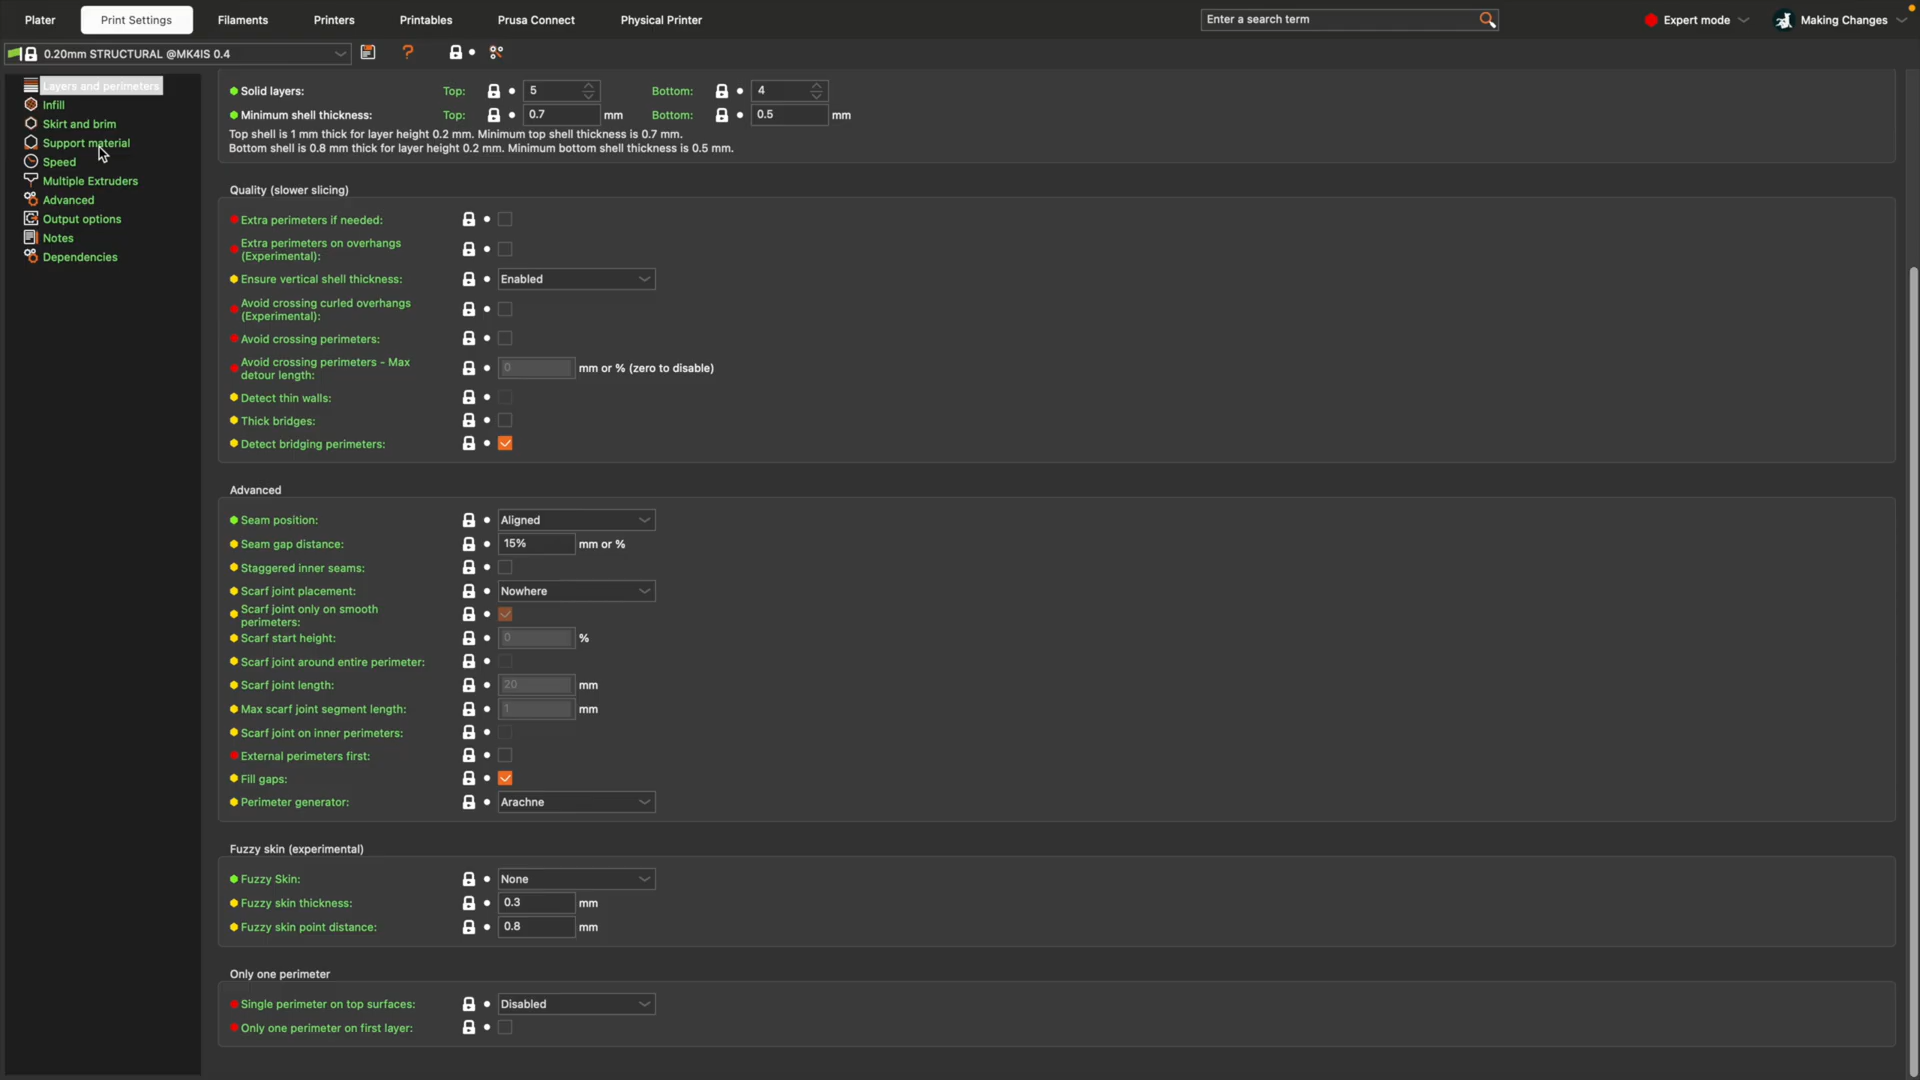 Plater Print Settings Filaments Printers Printables Prusa Connect Physical Printer Enter a search term Expert mode Making Changes
0.20mm STRUCTURAL @MK4IS 0.4
Layers and perimeters
Infill
Skirt and brim
Support material
Speed
Multiple Extruders
Advanced
Output options
Notes
Dependencies
Solid layers: Top: 5 Bottom: 4
Minimum shell thickness: Top: 0.7 mm Bottom: 0.5 mm
Top shell is 1 mm thick for layer height 0.2 mm. Minimum top shell thickness is 0.7 mm.
Bottom shell is 0.8 mm thick for layer height 0.2 mm. Minimum bottom shell thickness is 0.5 mm.
Quality (slower slicing)
Extra perimeters if needed:
Extra perimeters on overhangs
(Experimental):
Ensure vertical shell thickness: Enabled
Avoid crossing curled overhangs
(Experimental):
Avoid crossing perimeters:
Avoid crossing perimeters - Max
detour length: 0 mm or % (zero to disable)
Detect thin walls:
Thick bridges:
Detect bridging perimeters:
Advanced
Seam position: Aligned
Seam gap distance: 15% mm or %
Staggered inner seams:
Scarf joint placement: Nowhere
Scarf joint only on smooth
perimeters:
Scarf start height: 0 %
Scarf joint around entire perimeter:
Scarf joint length: 20 mm
Max scarf joint segment length: 1 mm
Scarf joint on inner perimeters:
External perimeters first:
Fill gaps:
Perimeter generator: Arachne
Fuzzy skin (experimental)
Fuzzy Skin: None
Fuzzy skin thickness: 0.3 mm
Fuzzy skin point distance: 0.8 mm
Only one perimeter
Single perimeter on top surfaces: Disabled
Only one perimeter on first layer: